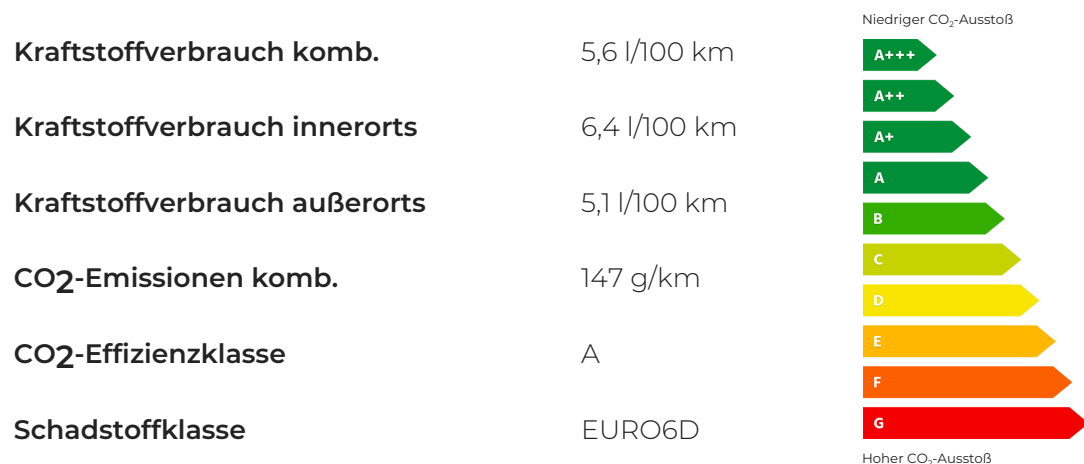 Kraftstoffverbrauch komb. 5,6 l/100 km
Kraftstoffverbrauch innerorts 6,4 l/100 km
Kraftstoffverbrauch außerorts 5,1 l/100 km
CO2-Emissionen komb. 147 g/km
CO2-Effizienzklasse A
Schadstoffklasse EURO6D
Niedriger CO₂-Ausstoß
A+++
A++
A+
A
B
C
D
E
F
G
Hoher CO₂-Ausstoß